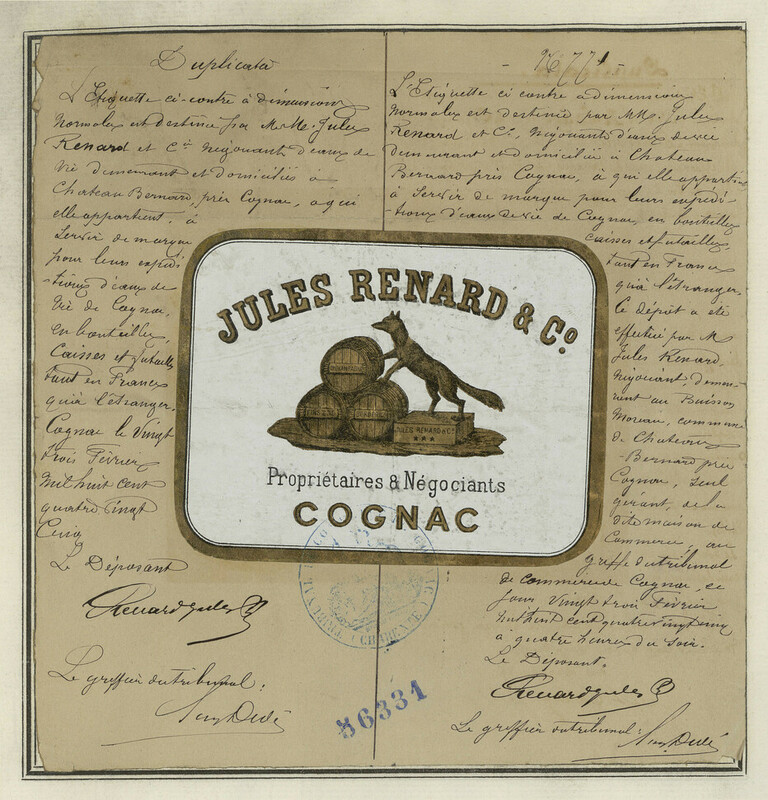 Duplicata
L'Etiquette ci-contre à dimensions
normales est destinée par MM. Jules
Renard et Cie négociants d'eaux de
vie demeurant et domiciliés à
Chateau Bernard, près Cognac, a qui
elle appartient, à
servir de marque
pour leurs expédi
-tions d'eaux de
vie de Cognac,
en bouteilles,
caisses et futailles
tant en France
qu'à l'étranger.
Cognac le vingt
trois Février
mil huit cent
quatre vingt
cinq
Le Déposant
Renard Jules
Le greffier du tribunal:
N° 771
L'Etiquette ci contre a dimensions
normales est destinée par MM. Jules
Renard et Cie, négociants d'eaux de vie
demeurant et domiciliés à Chateau
Bernard près Cognac, à qui elle appartient
à servir de marque pour leurs expédi-
-tions d'eaux de vie de Cognac, en bouteilles
caisses et futailles,
tant en France
qu'à l'étranger.
Ce dépôt a été
effectué par M
Jules Renard,
négociant demeu-
rant au Buisson
Moreau, commune
de Chateau
-Bernard près
Cognac, seul
gérant, de la
dite maison de
Commerce, au
greffe du tribunal
de commerce de Cognac, ce
jour vingt trois Février
mil huit cent quatre vingt cinq
à quatre heures du soir.
Le Déposant.
Renard Jules
Le greffier du tribunal:
JULES RENARD & Co.
JULES RENARD & Co
Propriétaires & Négociants
COGNAC
(CHARENTE)
86331